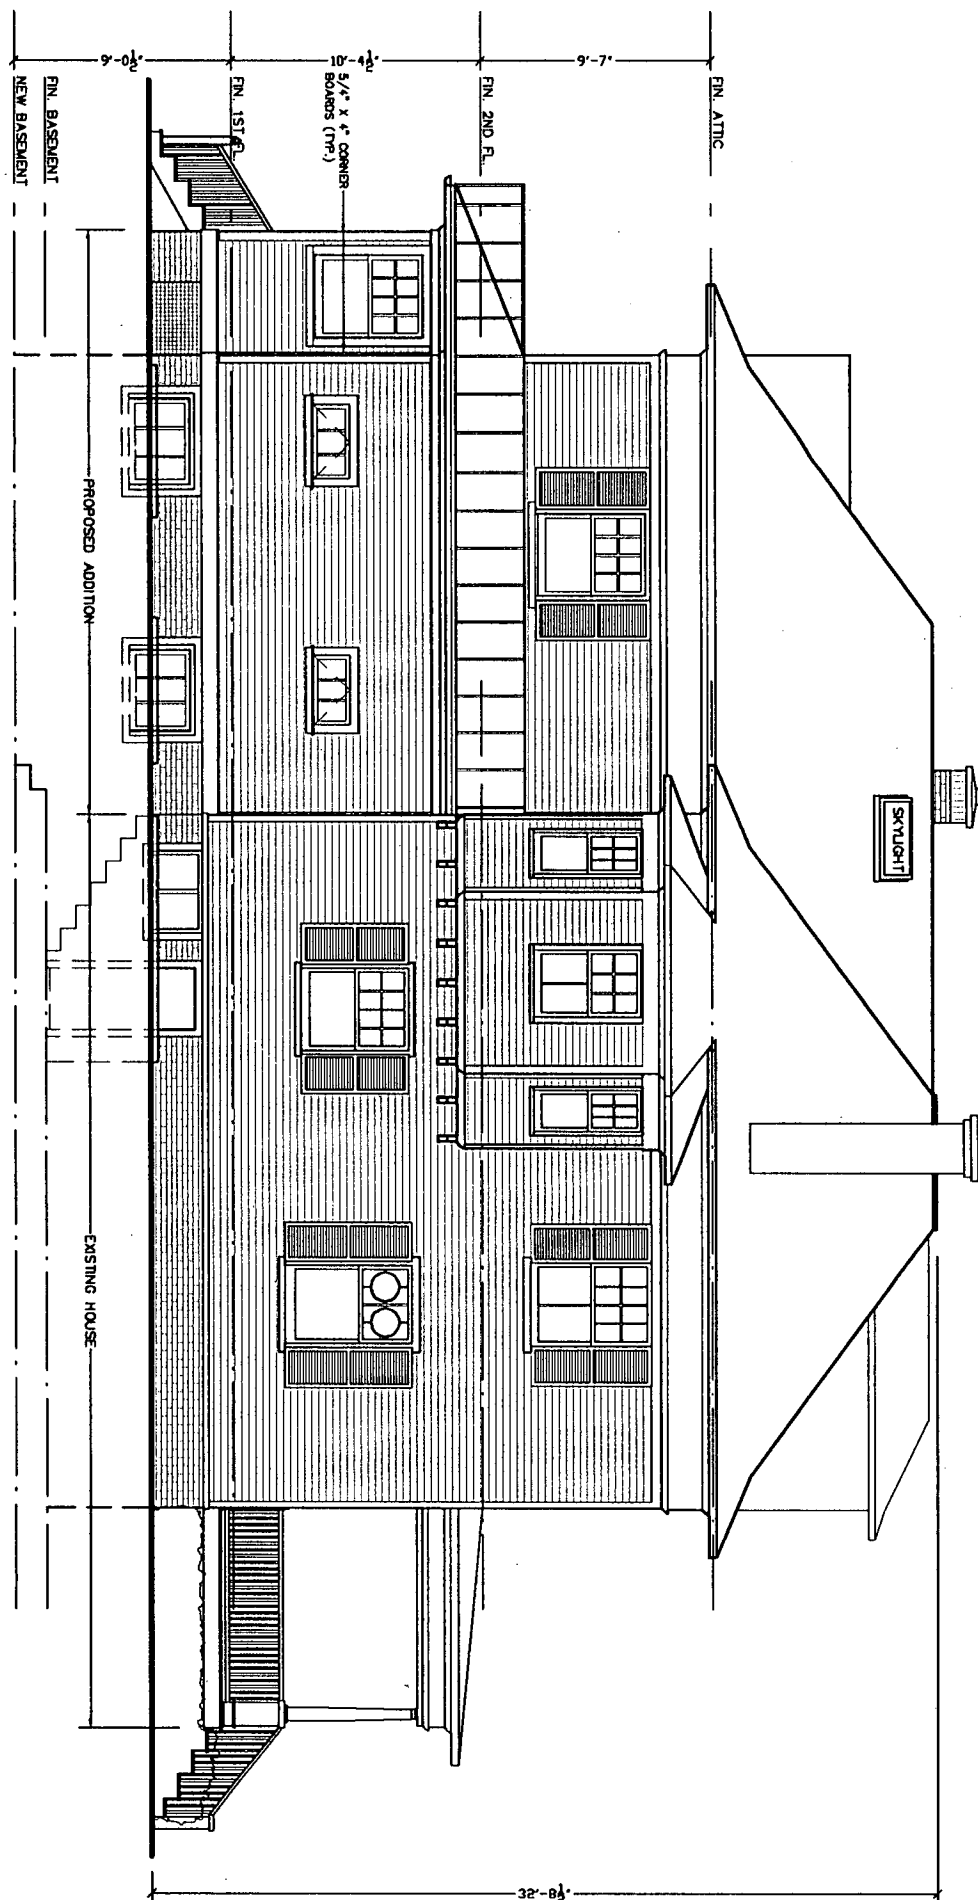 FIN. ATTIC
9'-7"
FIN. 2ND FL.
10'-4½"
5/4" X 4" CORNER
BOARDS (TYP.)
FIN. 1ST FL.
9'-0½"
FIN. BASEMENT
NEW BASEMENT
SKYLIGHT
PROPOSED ADDITION
EXISTING HOUSE
32'-8½"